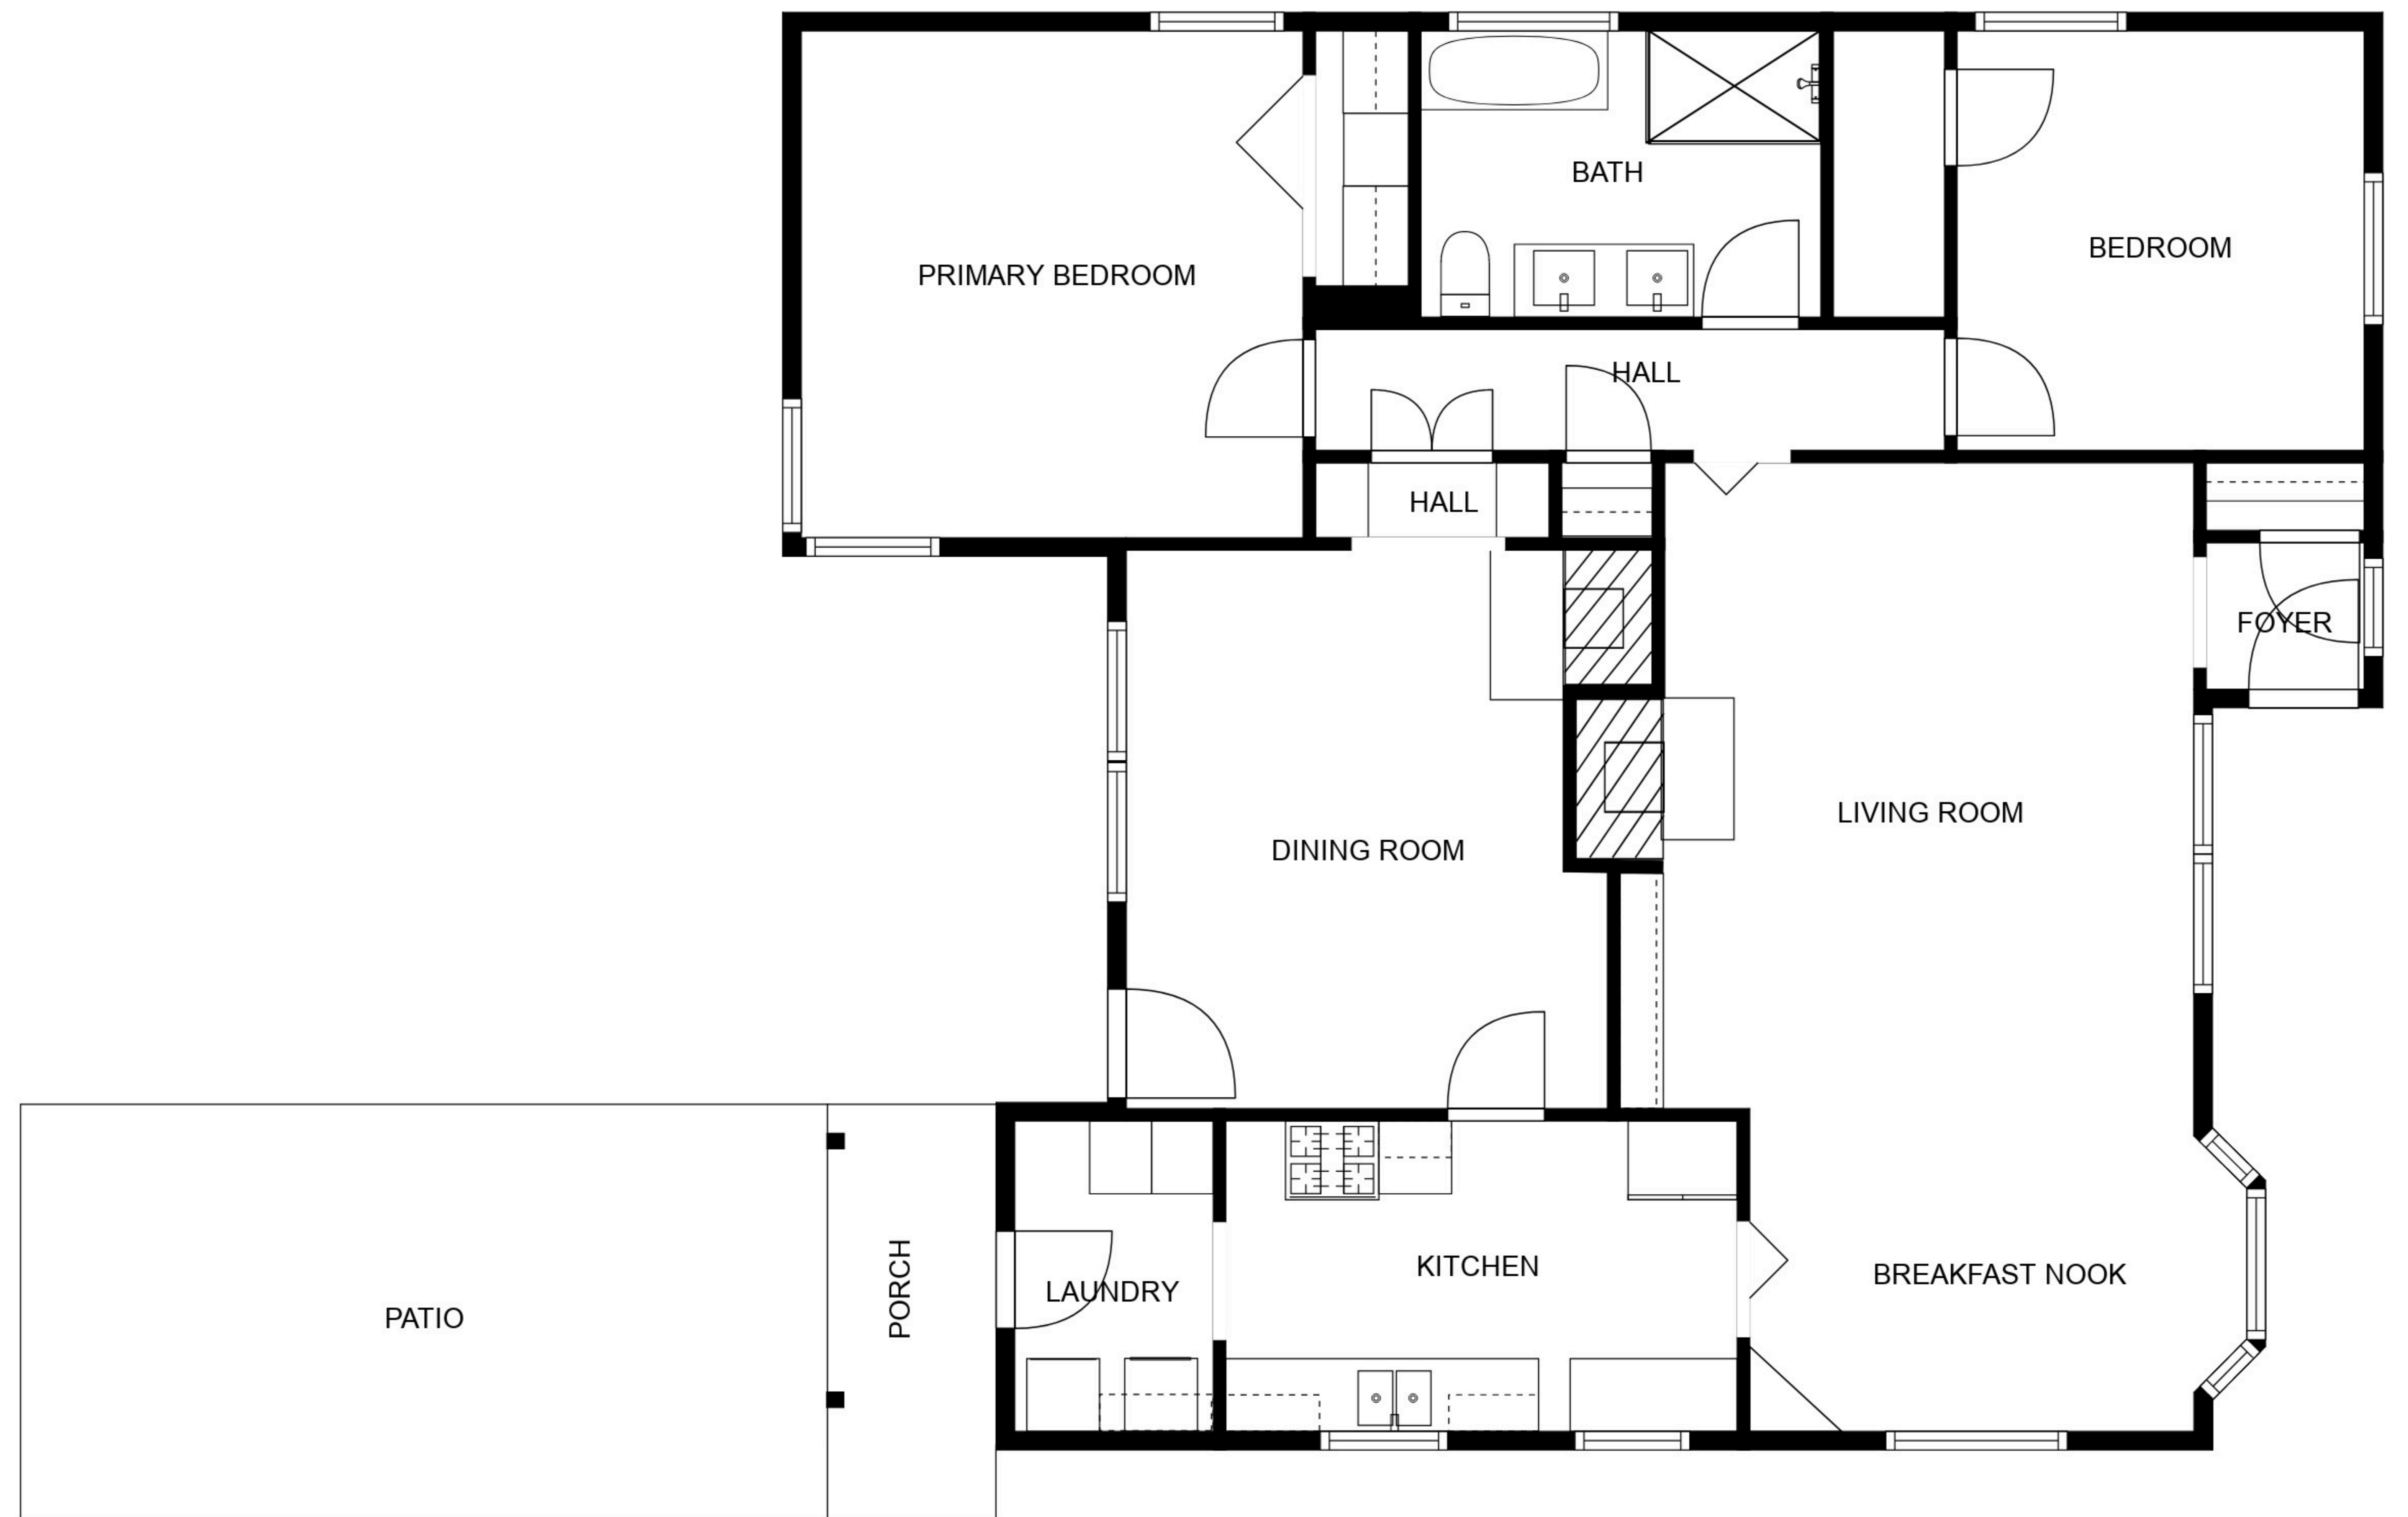 BATH
BEDROOM
PRIMARY BEDROOM
HALL
HALL
FOYER
LIVING ROOM
DINING ROOM
KITCHEN
BREAKFAST NOOK
LAUNDRY
PORCH
PATIO